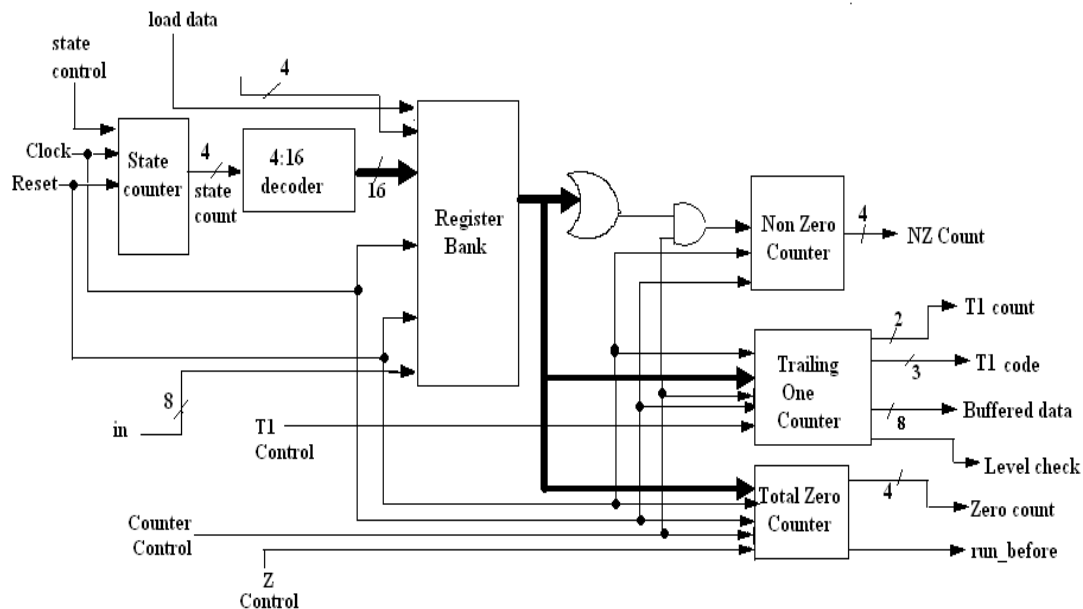 load data
state
control
4
Clock
Reset
State
counter
4
state
count
4:16
decoder
16
Register
Bank
Non Zero
Counter
4
NZ Count
2
T1 count
Trailing
One
Counter
3
T1 code
8
Buffered data
Level check
8
in
T1
Control
Total Zero
Counter
4
Zero count
run_before
Counter
Control
Z
Control